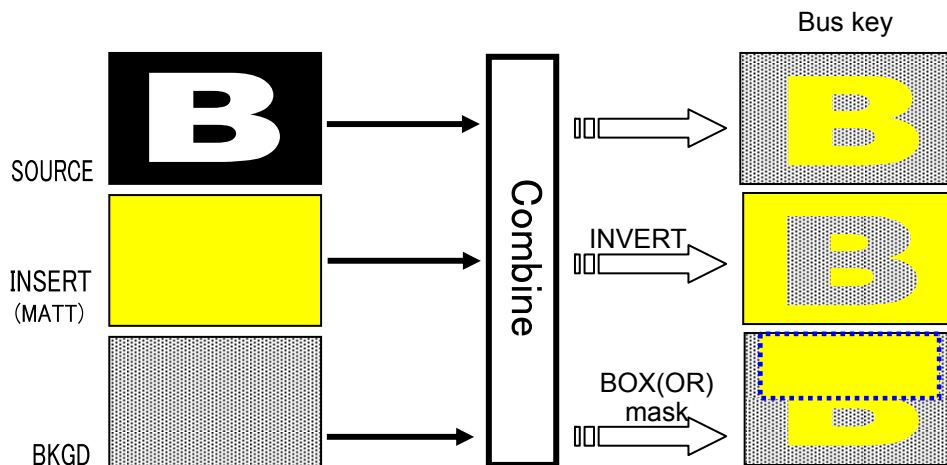 Bus key
B
B
SOURCE
Combine
INSERT
(MATT)
INVERT
B
BOX(OR)
mask
B
BKGD